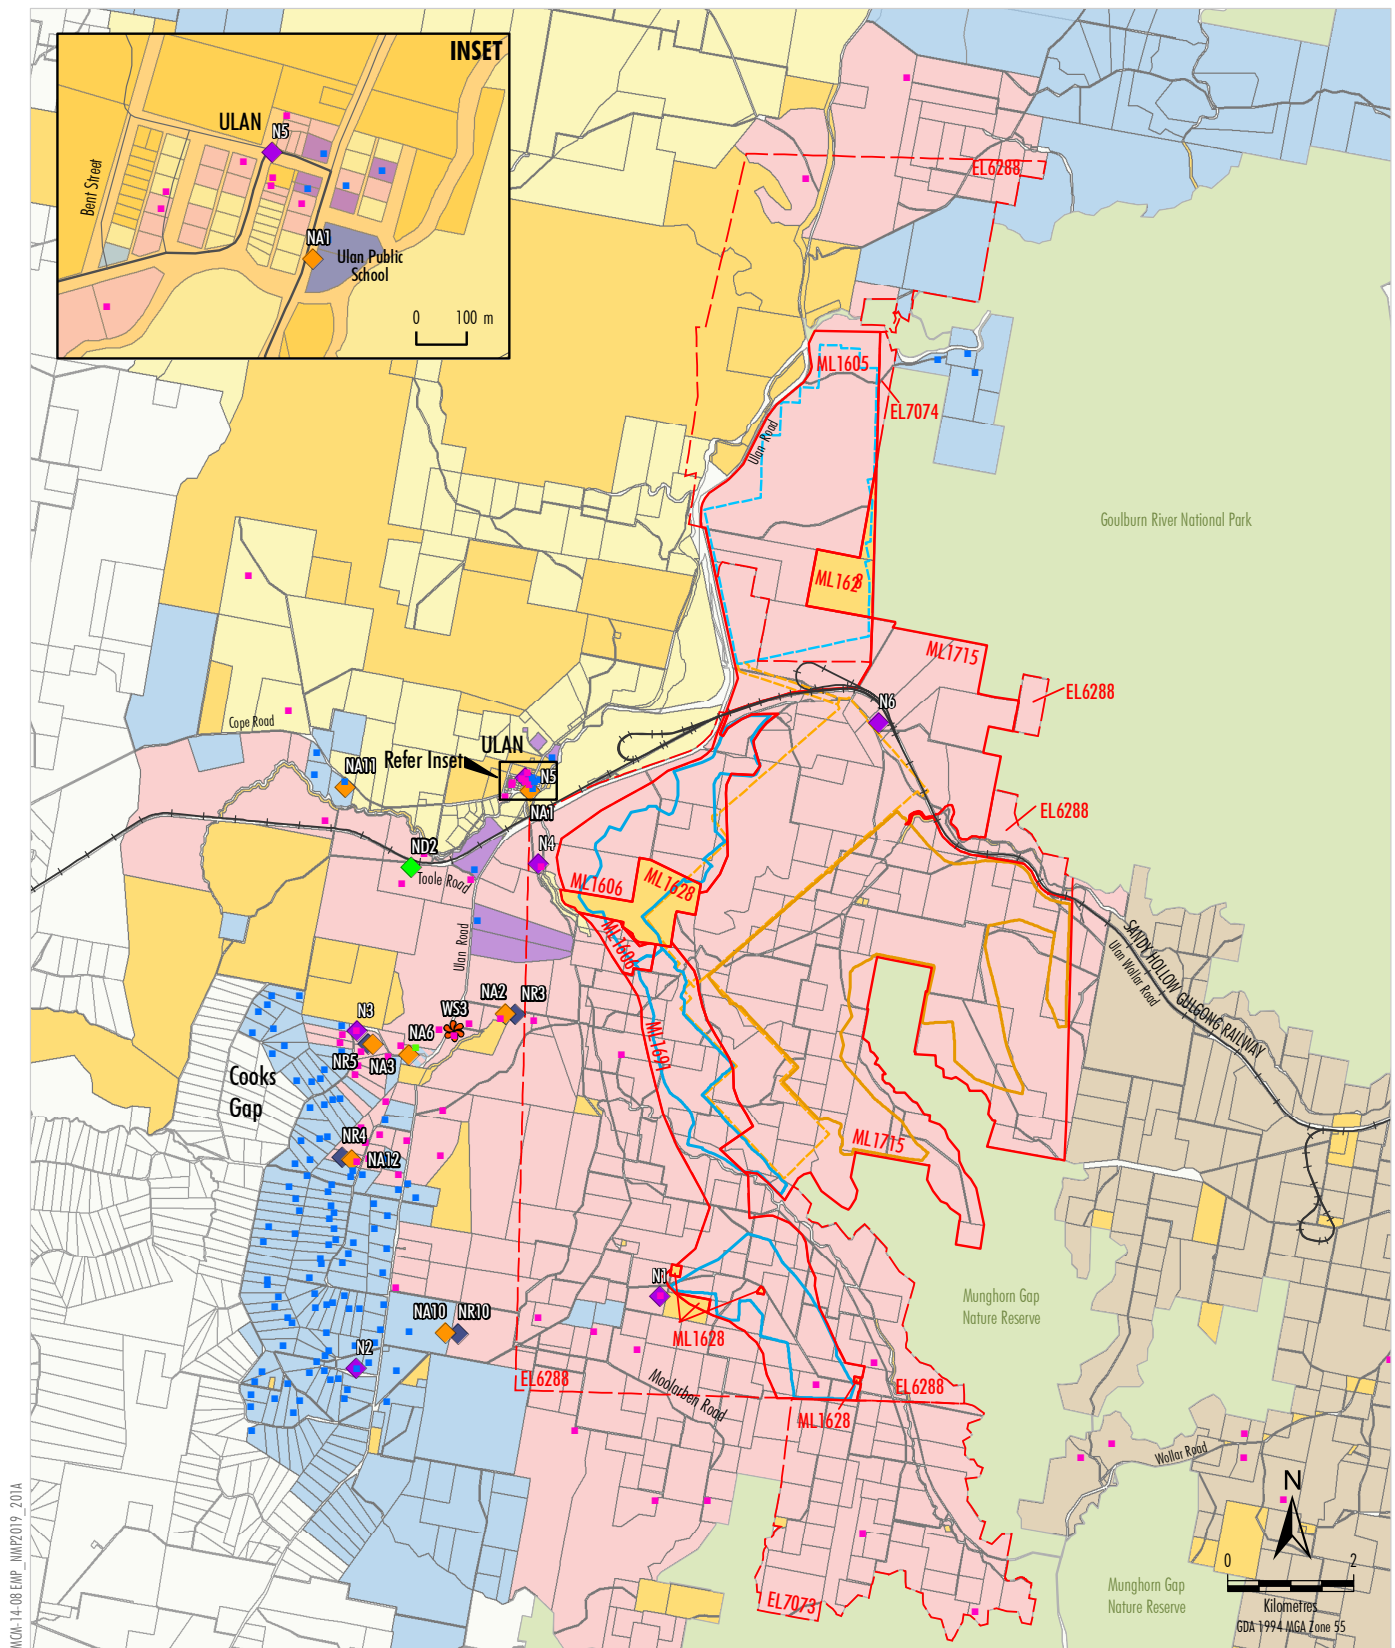 INSET
ULAN
N5
Bent Street
NA1
Ulan Public
School
0 100 m
EL6288
ML1605
EL7074
Ulan Road
Goulburn River National Park
ML1628
ML1715
EL6288
N6
Cope Road
ULAN
Refer Inset
NA11
N5
NA1
EL6288
ND2
N4
Toole Road
ML1606
ML1628
Ulan Road
ML1606
SANDY HOLLOW GULGONG RAILWAY
Ulan Wollar Road
NA2
NR3
WS3
N3
NA6
NR5
NA3
ML1691
Cooks
Gap
NR4
NA12
ML1715
N1
Munghorn Gap
Nature Reserve
NA10
NR10
ML1628
N2
EL6288
Moolarben Road
EL6288
ML1628
Wollar Road
N
0 2
Kilometres
GDA 1994 MGA Zone 55
Munghorn Gap
Nature Reserve
EL7073
MCM-14-08 EMP_NMP2019_201A